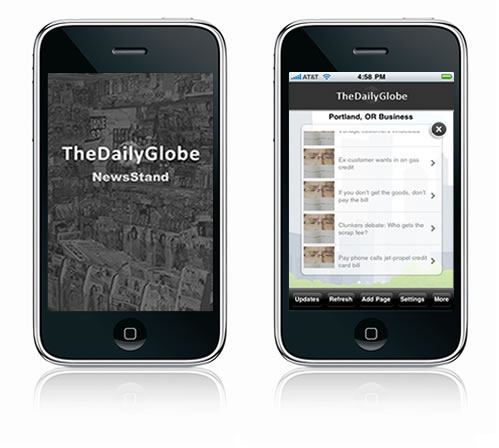 TheDailyGlobe
NewsStand
AT&T
4:58 PM
TheDailyGlobe
Portland, OR Business
Ex-customer wants in on gas
credit
If you don't get the goods, don't
pay the bill
Clunkers debate: Who gets the
scrap fee?
Pay phone calls jet-propel credit
card bill
Updates
Refresh
Add Page
Settings
More